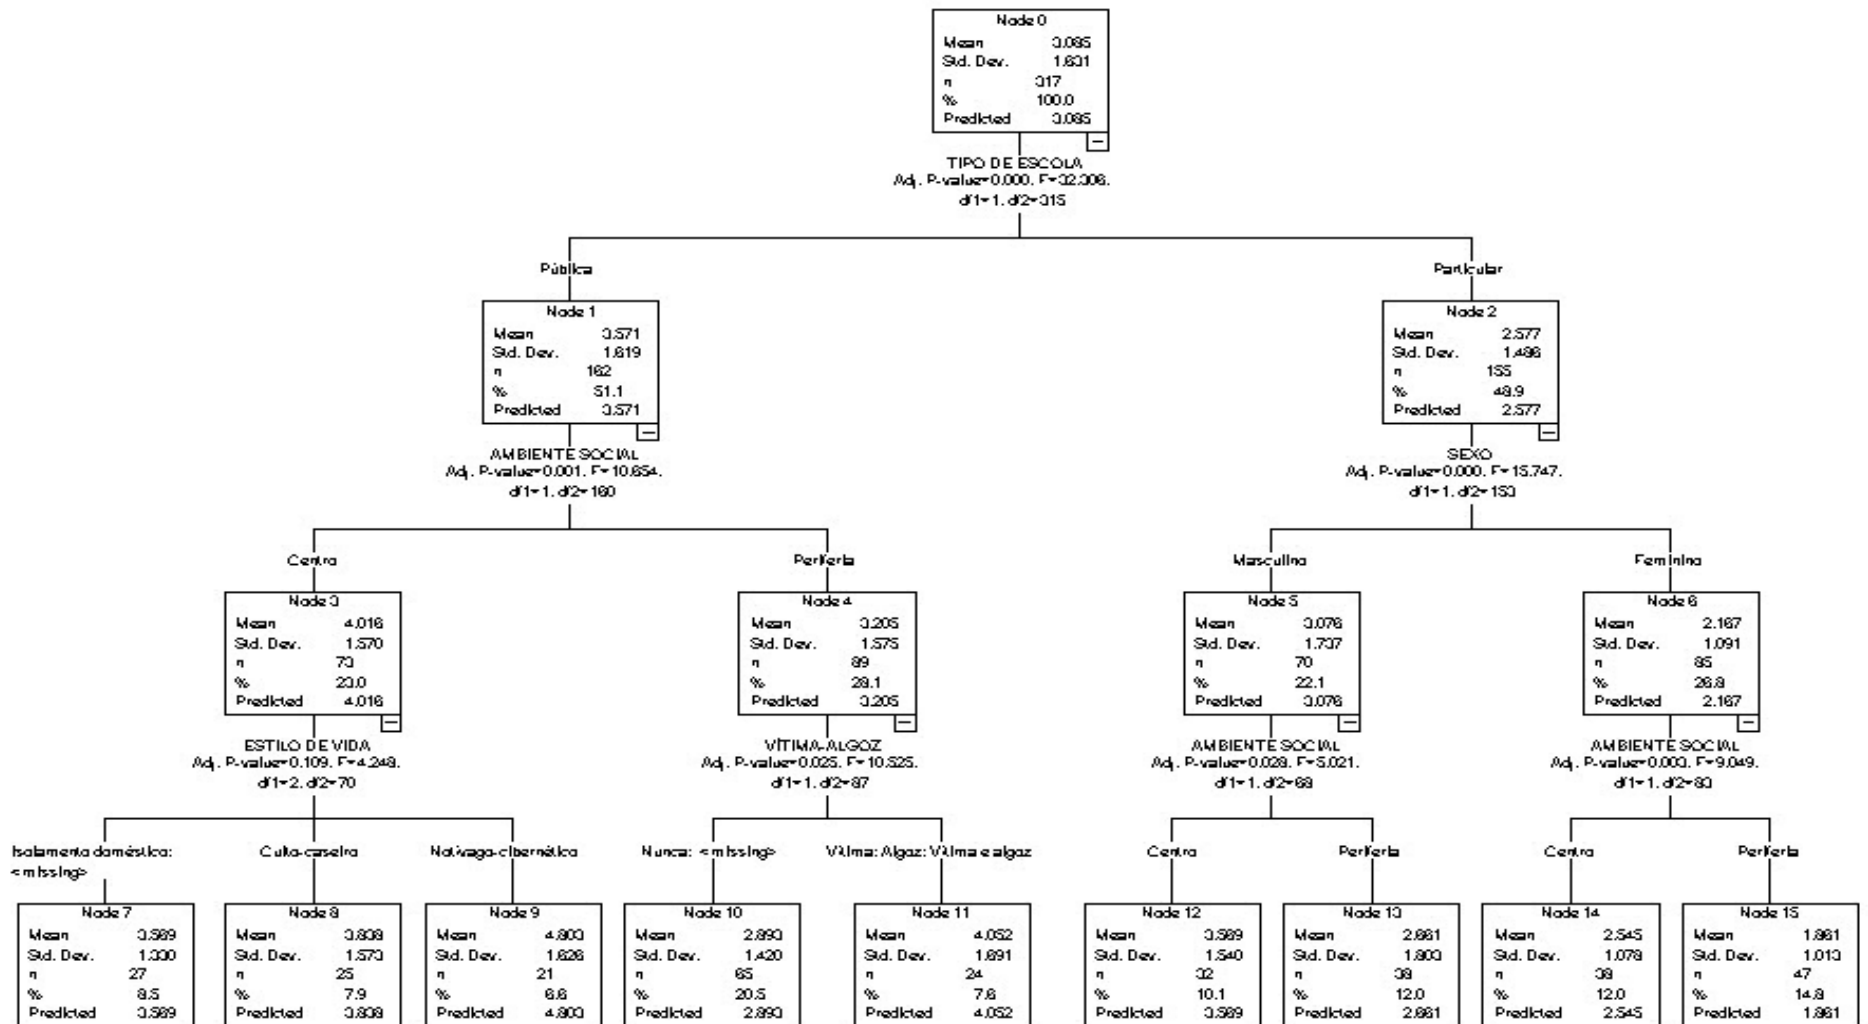 Node 0
Mean 3.085
Std. Dev. 1.631
n 317
% 100.0
Predicted 3.085
TIPO DE ESCOLA
Adj. P-value=0.000, F=32.306,
df1=1, df2=315
Pública
Particular
Node 1
Mean 3.571
Std. Dev. 1.619
n 162
% 51.1
Predicted 3.571
Node 2
Mean 2.577
Std. Dev. 1.486
n 155
% 48.9
Predicted 2.577
AMBIENTE SOCIAL
Adj. P-value=0.001, F=10.654,
df1=1, df2=160
SEXO
Adj. P-value=0.000, F=15.747,
df1=1, df2=153
Centro
Periferia
Masculino
Feminino
Node 3
Mean 4.016
Std. Dev. 1.570
n 73
% 23.0
Predicted 4.016
Node 4
Mean 3.205
Std. Dev. 1.575
n 89
% 28.1
Predicted 3.205
Node 5
Mean 3.076
Std. Dev. 1.737
n 70
% 22.1
Predicted 3.076
Node 6
Mean 2.167
Std. Dev. 1.091
n 85
% 26.8
Predicted 2.167
ESTILO DE VIDA
Adj. P-value=0.109, F=4.248,
df1=2, df2=70
VÍTIMA-ALGOZ
Adj. P-value=0.025, F=10.525,
df1=1, df2=87
AMBIENTE SOCIAL
Adj. P-value=0.028, F=5.021,
df1=1, df2=68
AMBIENTE SOCIAL
Adj. P-value=0.003, F=9.049,
df1=1, df2=83
Isolamento doméstico;
<missing>
Culto-caseiro
Notívago-cibernético
Nunca; <missing>
Vítima; Algoz; Vítima e algoz
Centro
Periferia
Centro
Periferia
Node 7
Mean 3.569
Std. Dev. 1.330
n 27
% 8.5
Predicted 3.569
Node 8
Mean 3.838
Std. Dev. 1.573
n 25
% 7.9
Predicted 3.838
Node 9
Mean 4.803
Std. Dev. 1.626
n 21
% 6.6
Predicted 4.803
Node 10
Mean 2.893
Std. Dev. 1.420
n 65
% 20.5
Predicted 2.893
Node 11
Mean 4.052
Std. Dev. 1.691
n 24
% 7.6
Predicted 4.052
Node 12
Mean 3.569
Std. Dev. 1.540
n 32
% 10.1
Predicted 3.569
Node 13
Mean 2.661
Std. Dev. 1.803
n 38
% 12.0
Predicted 2.661
Node 14
Mean 2.545
Std. Dev. 1.078
n 38
% 12.0
Predicted 2.545
Node 15
Mean 1.861
Std. Dev. 1.013
n 47
% 14.8
Predicted 1.861